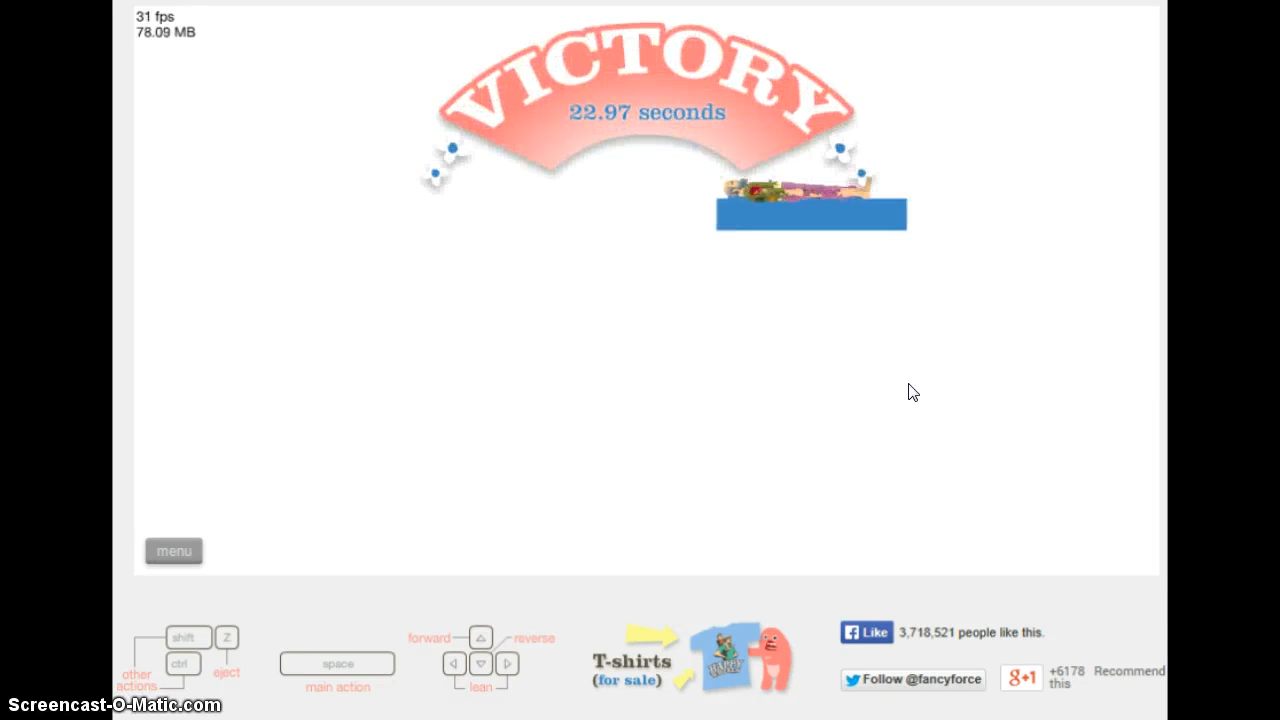 31 fps
78.09 MB
VICTORY
22.97 seconds
menu
shift
Z
ctrl
other
actions
eject
space
main action
forward
reverse
lean
T-shirts
(for sale)
Like
3,718,521 people like this.
Follow @fancyforce
g+1
+6178 Recommend
this
Screencast-O-Matic.com